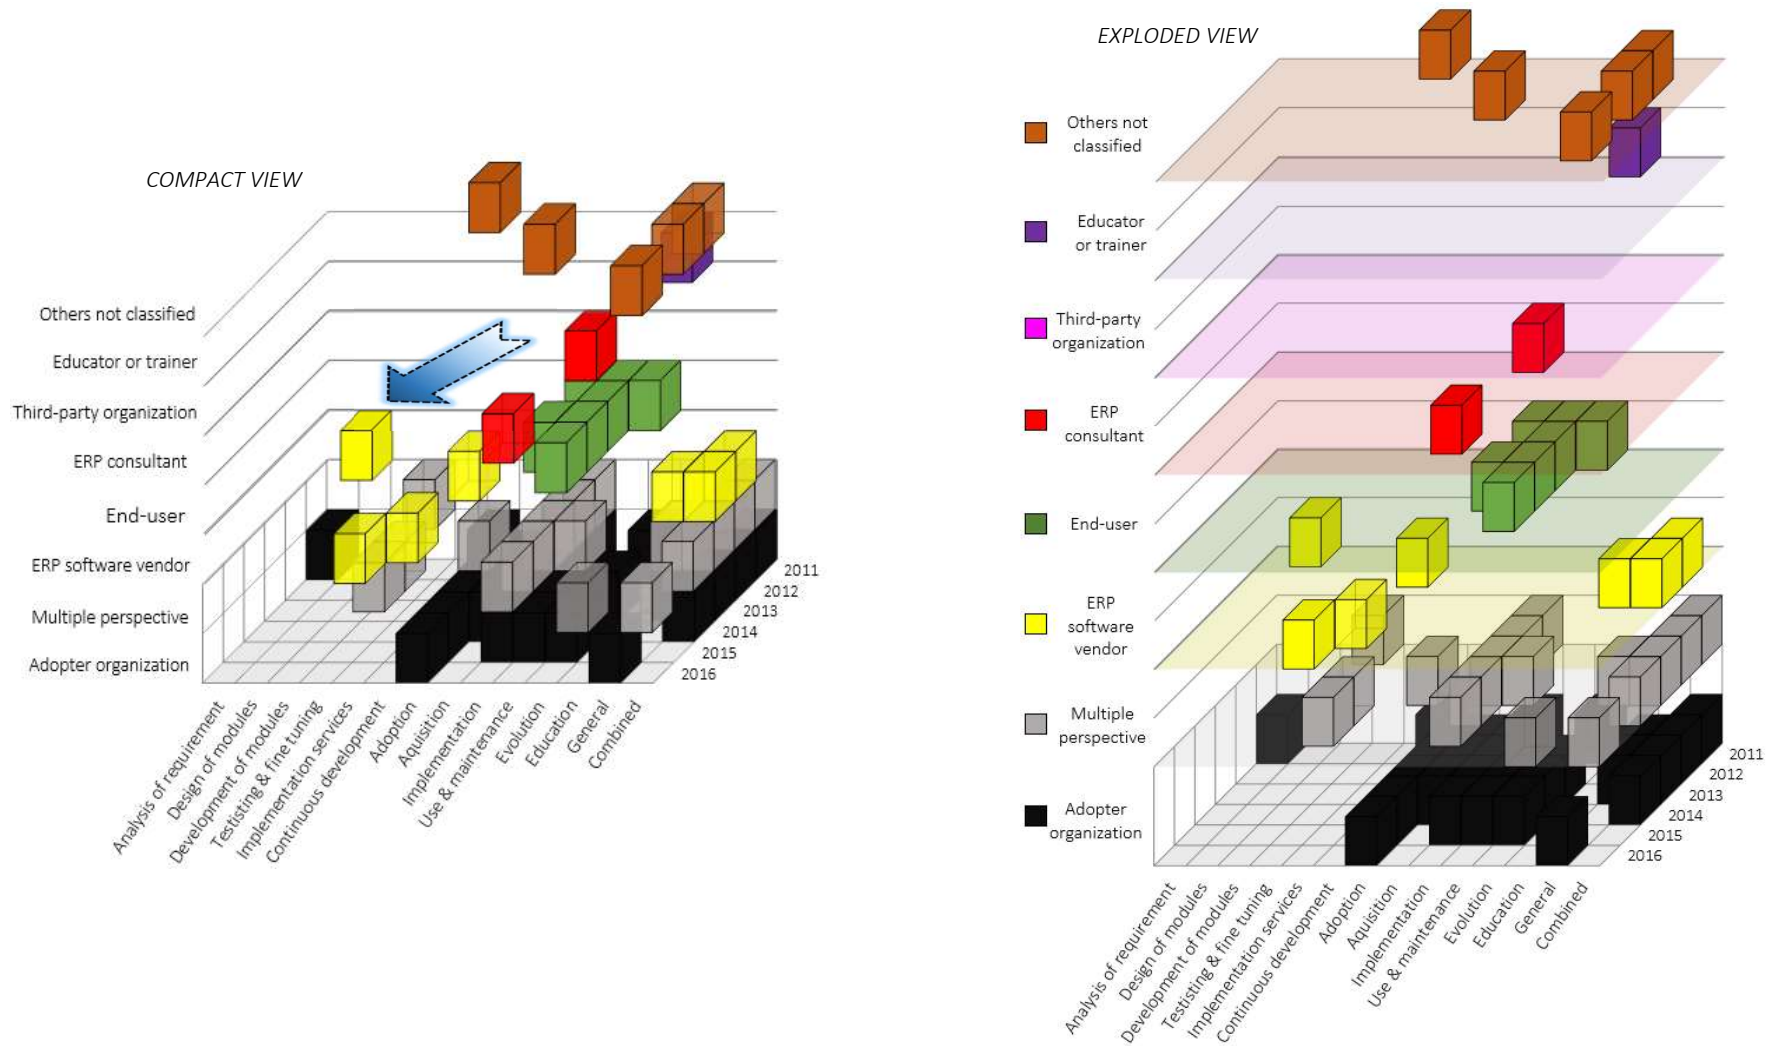 COMPACT VIEW
Others not classified
Educator or trainer
Third-party organization
ERP consultant
End-user
ERP software vendor
Multiple perspective
Adopter organization
2011
2012
2013
2014
2015
2016
Analysis of requirement
Design of modules
Development of modules
Testisting & fine tuning
Implementation services
Continuous development
Adoption
Aquisition
Implementation
Use & maintenance
Evolution
Education
General
Combined
EXPLODED VIEW
Others not
classified
Educator
or trainer
Third-party
organization
ERP
consultant
End-user
ERP
software
vendor
Multiple
perspective
Adopter
organization
2011
2012
2013
2014
2015
2016
Analysis of requirement
Design of modules
Development of modules
Testisting & fine tuning
Implementation services
Continuous development
Adoption
Aquisition
Implementation
Use & maintenance
Evolution
Education
General
Combined